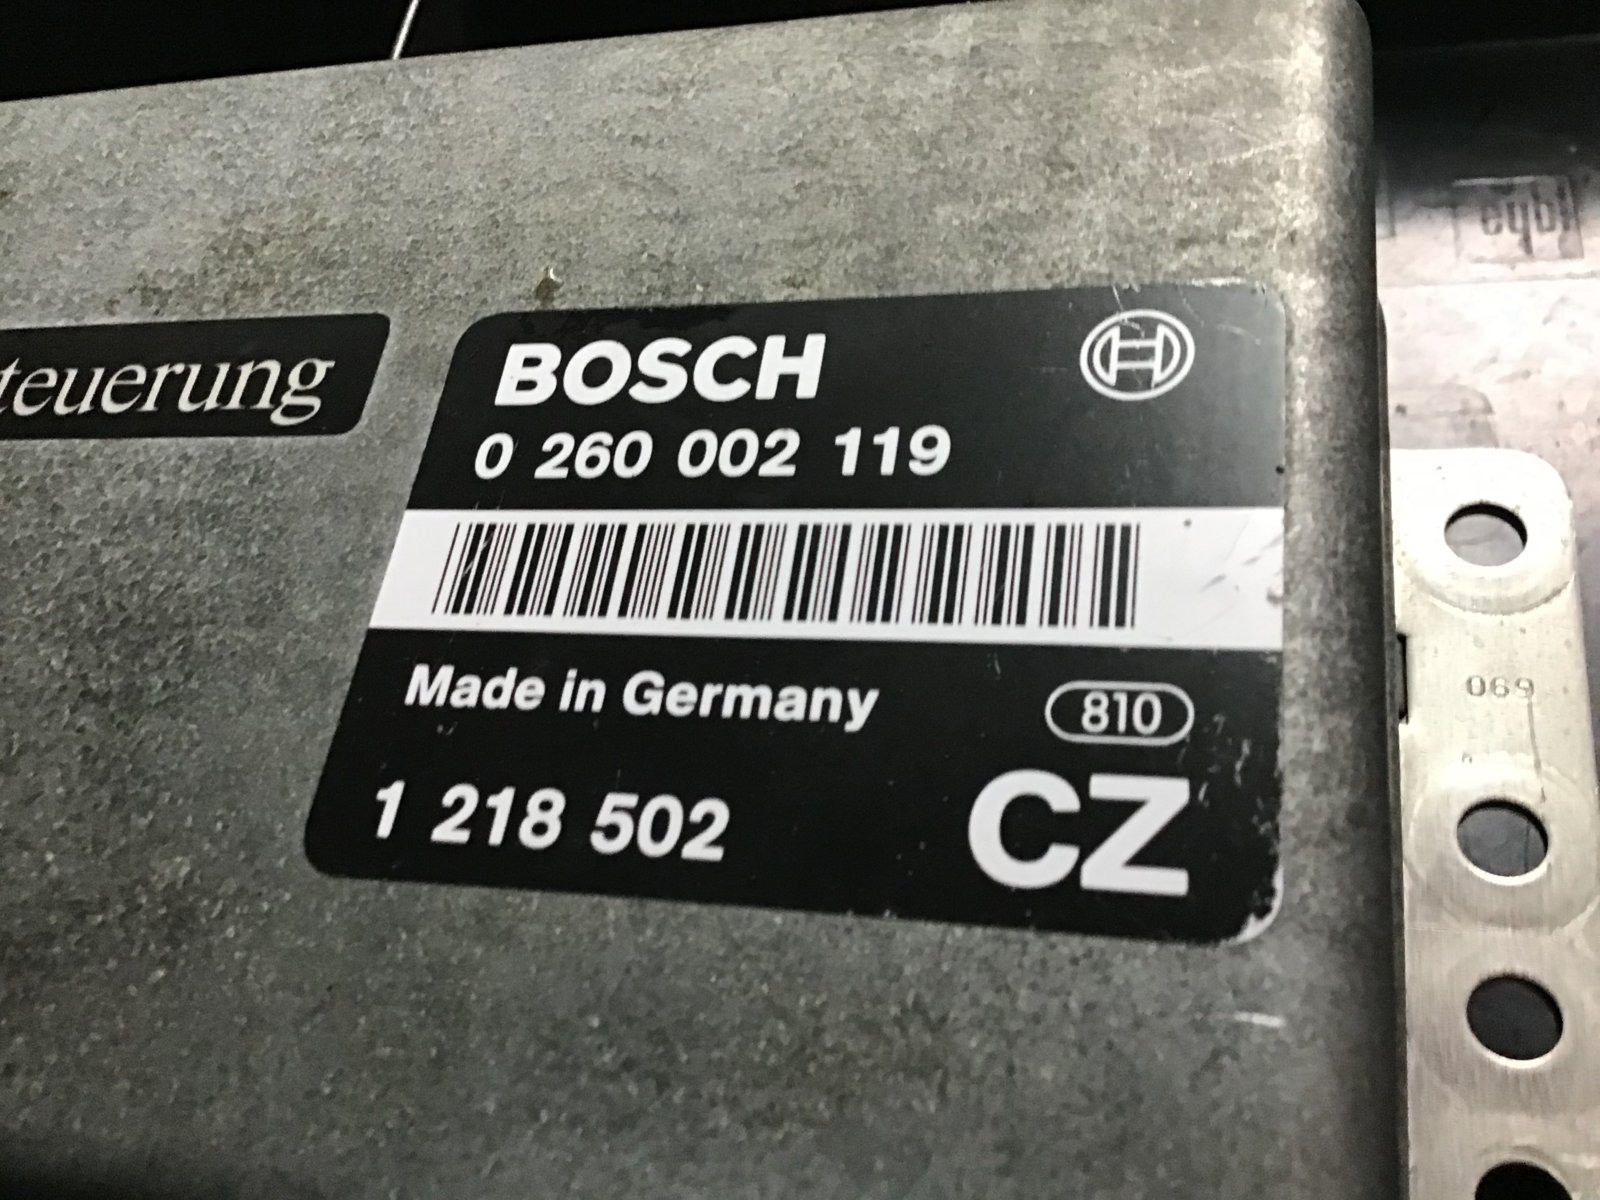 teuerung
BOSCH
0 260 002 119
Made in Germany
810
1 218 502
CZ
069